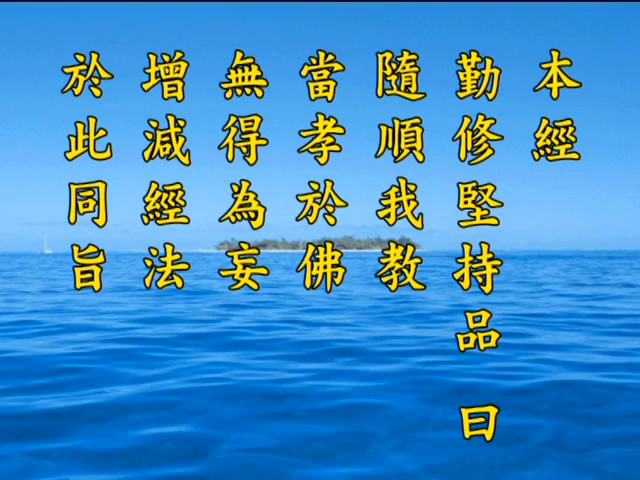 本經
勤修堅持品 曰
隨順我教
當孝於佛
無得為妄
增減經法
於此同旨